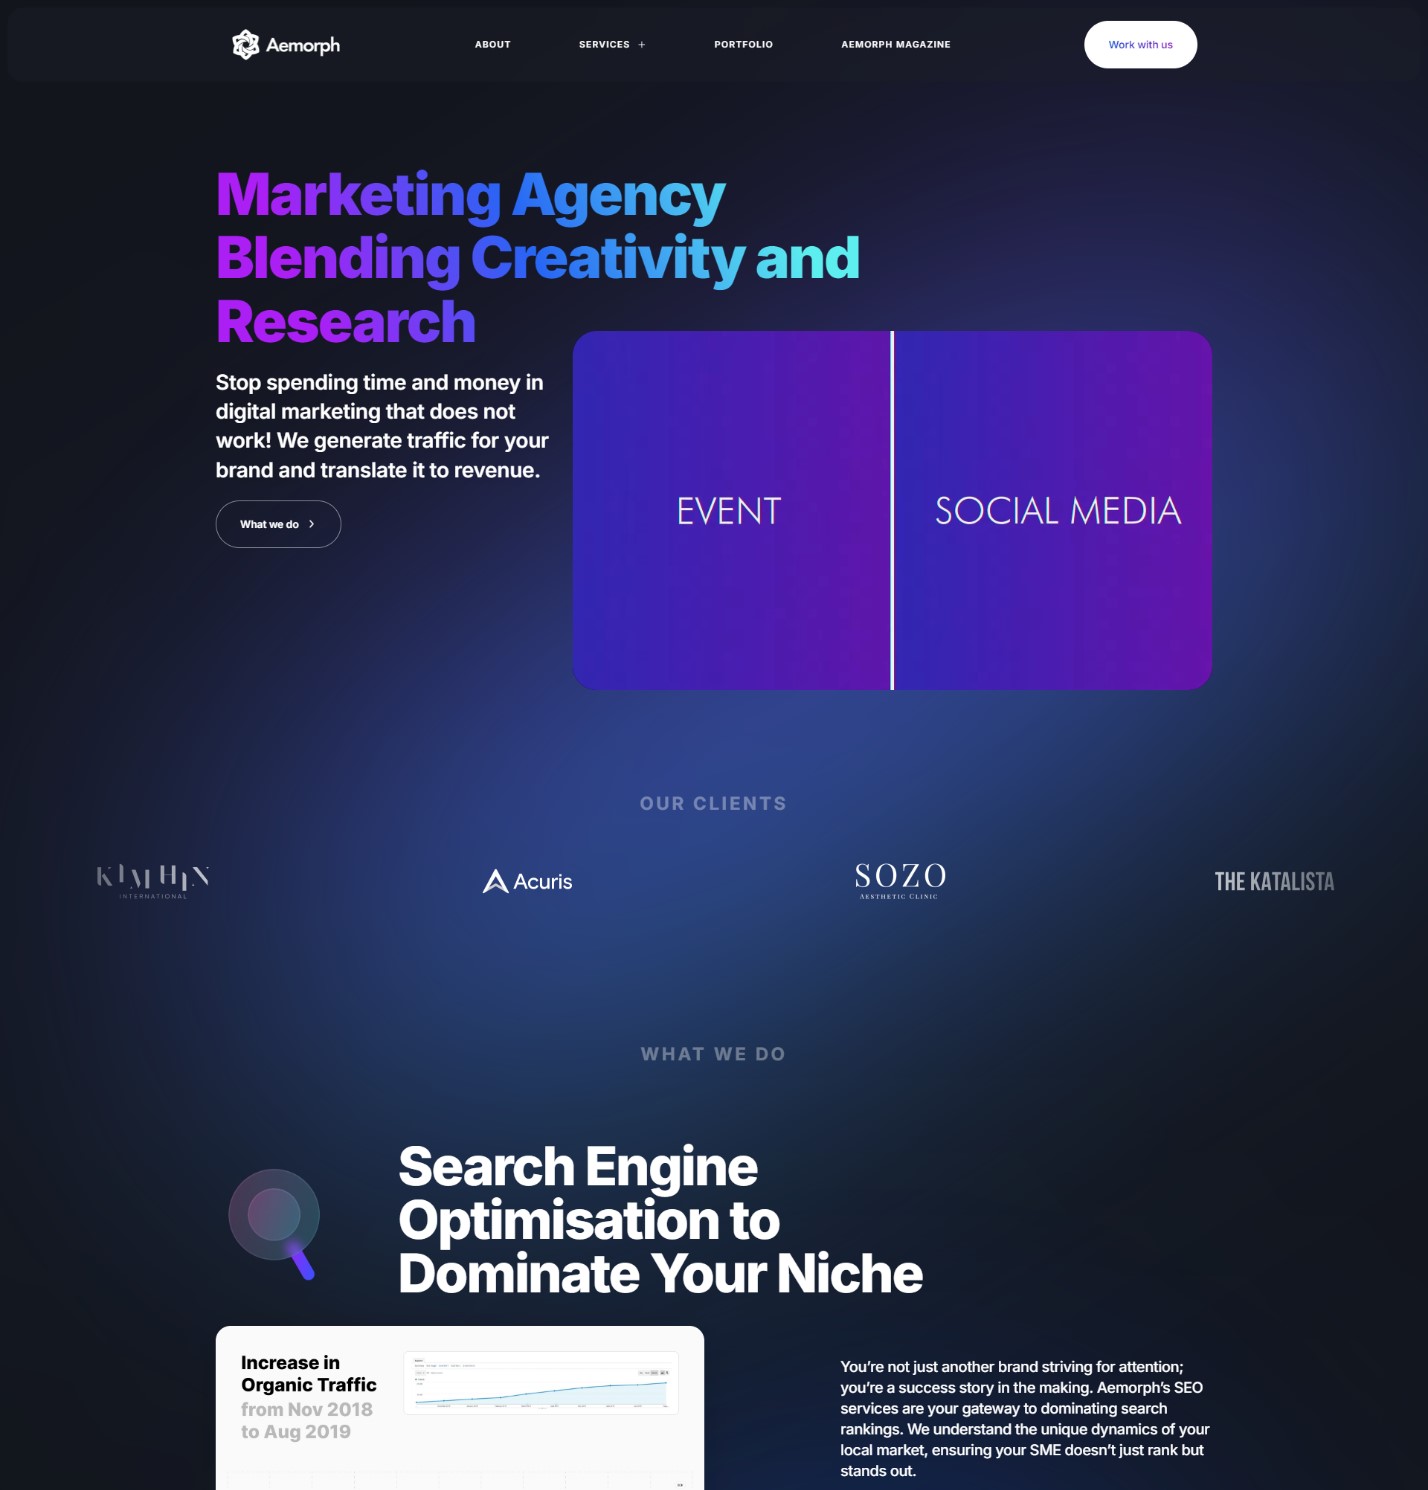 Aemorph
ABOUT
SERVICES +
PORTFOLIO
AEMORPH MAGAZINE
Work with us
Marketing Agency
Blending Creativity and
Research
Stop spending time and money in
digital marketing that does not
work! We generate traffic for your
brand and translate it to revenue.
What we do
EVENT
SOCIAL MEDIA
OUR CLIENTS
KIMHIN
INTERNATIONAL
Acuris
SOZO
AESTHETIC CLINIC
THE KATALISTA
WHAT WE DO
Search Engine
Optimisation to
Dominate Your Niche
Increase in
Organic Traffic
from Nov 2018
to Aug 2019
You’re not just another brand striving for attention;
you’re a success story in the making. Aemorph’s SEO
services are your gateway to dominating search
rankings. We understand the unique dynamics of your
local market, ensuring your SME doesn’t just rank but
stands out.